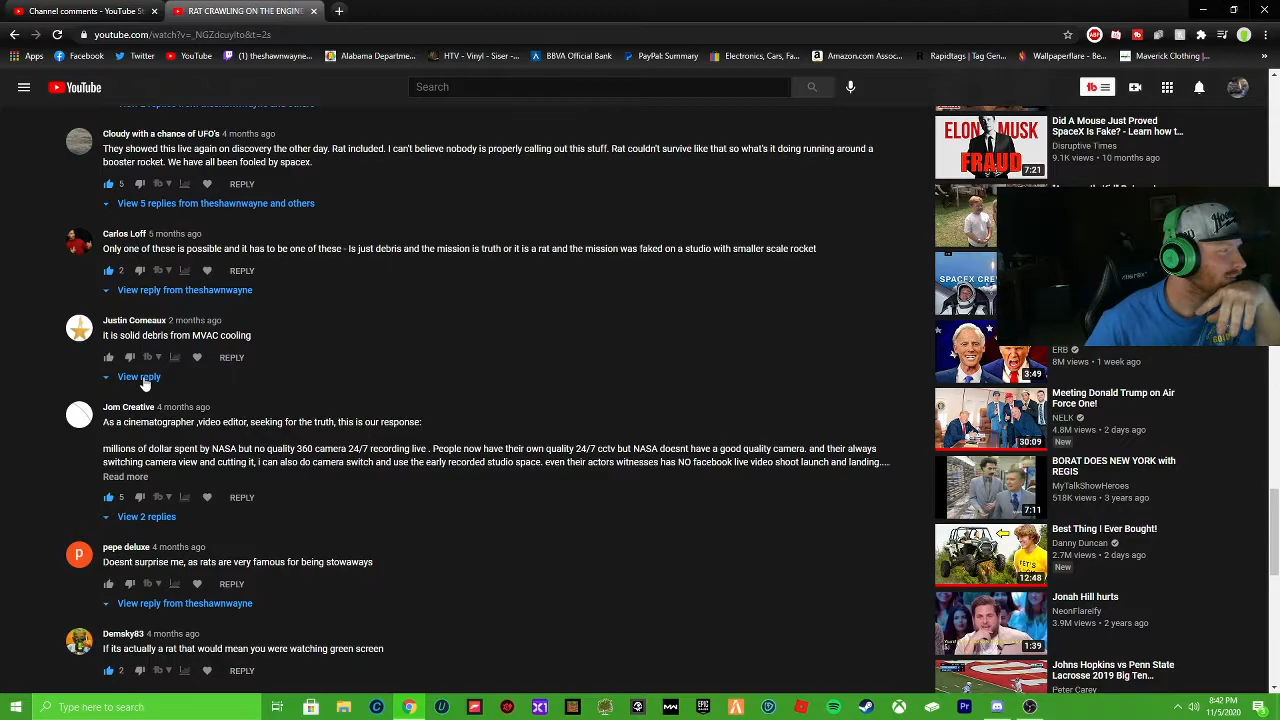 Channel comments - YouTube St
RAT CRAWLING ON THE ENGINE
youtube.com/watch?v=_NGZdcuyIto&t=2s
Apps
Facebook
Twitter
YouTube
(1) theshawnwayne...
Alabama Departme...
HTV - Vinyl - Siser -...
BBVA Online Bank
PayPak Summary
Electronics, Cars, Fa...
Amazon.com Associ...
Rapidtags | Tag Gen...
Wallpaperflare - Be...
Maverick Clothing |...
YouTube
Search
View 2 replies from theshawnwayne and others
Cloudy with a chance of UFO's 4 months ago
They showed this live again on discovery the other day. Rat included. I can't believe nobody is properly calling out this stuff. Rat couldn't survive like that so what's it doing running around a
booster rocket. We have all been fooled by spacex.
5 REPLY
View 5 replies from theshawnwayne and others
Carlos Loff 5 months ago
Only one of these is possible and it has to be one of these - Is just debris and the mission is truth or it is a rat and the mission was faked on a studio with smaller scale rocket
2 REPLY
View reply from theshawnwayne
Justin Comeaux 2 months ago
it is solid debris from MVAC cooling
REPLY
View reply
Jom Creative 4 months ago
As a cinematographer ,video editor, seeking for the truth, this is our response:
millions of dollar spent by NASA but no quality 360 camera 24/7 recording live . People now have their own quality 24/7 cctv but NASA doesnt have a good quality camera. and their always
switching camera view and cutting it, i can also do camera switch and use the early recorded studio space. even their actors witnesses has NO facebook live video shoot launch and landing....
Read more
5 REPLY
View 2 replies
p
pepe deluxe 4 months ago
Doesnt surprise me, as rats are very famous for being stowaways
REPLY
View reply from theshawnwayne
Demsky83 4 months ago
If its actually a rat that would mean your are watching green screen
2 REPLY
ELON MUSK
FRAUD
7:21
Did A Mouse Just Proved
SpaceX Is Fake? - Learn how t...
Disruptive Times
9.1K views • 10 months ago
SPACEX CRE
3:49
ERB
8M views • 1 week ago
30:09
Meeting Donald Trump on Air
Force One!
NELK
4.8M views • 2 days ago
New
7:11
BORAT DOES NEW YORK with
REGIS
MyTalkShowHeroes
518K views • 3 years ago
12:48
Best Thing I Ever Bought!
Danny Duncan
2.7M views • 2 days ago
New
1:39
Jonah Hill hurts
NeonFlareify
3.9M views • 2 years ago
Johns Hopkins vs Penn State
Lacrosse 2019 Big Ten...
Peter Carey
Type here to search
8:42 PM
11/5/2020